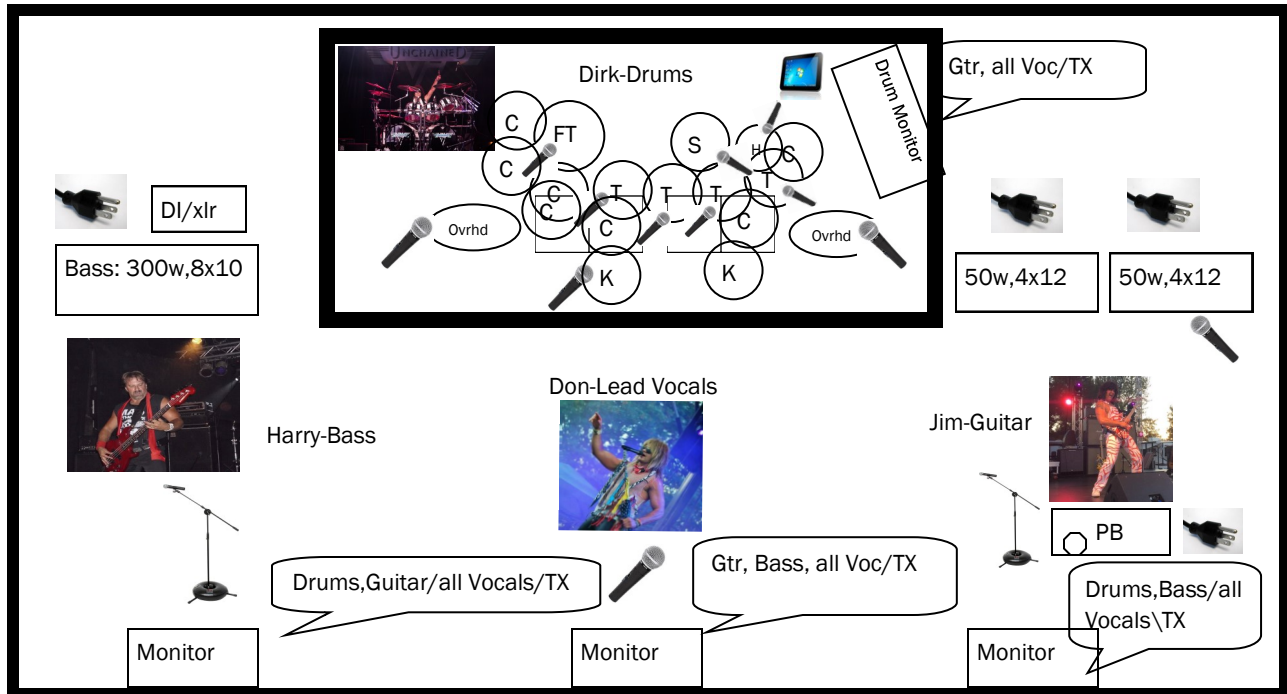 UNCHAINED
Dirk-Drums
Drum Monitor
Gtr, all Voc/TX
C
FT
S
H
C
C
C
T
T
T
T
C
C
C
Ovrhd
Ovrhd
K
K
DI/xlr
Bass: 300w,8x10
50w,4x12
50w,4x12
Don-Lead Vocals
Harry-Bass
Jim-Guitar
PB
Drums,Guitar/all Vocals/TX
Gtr, Bass, all Voc/TX
Drums,Bass/all
Vocals\TX
Monitor
Monitor
Monitor